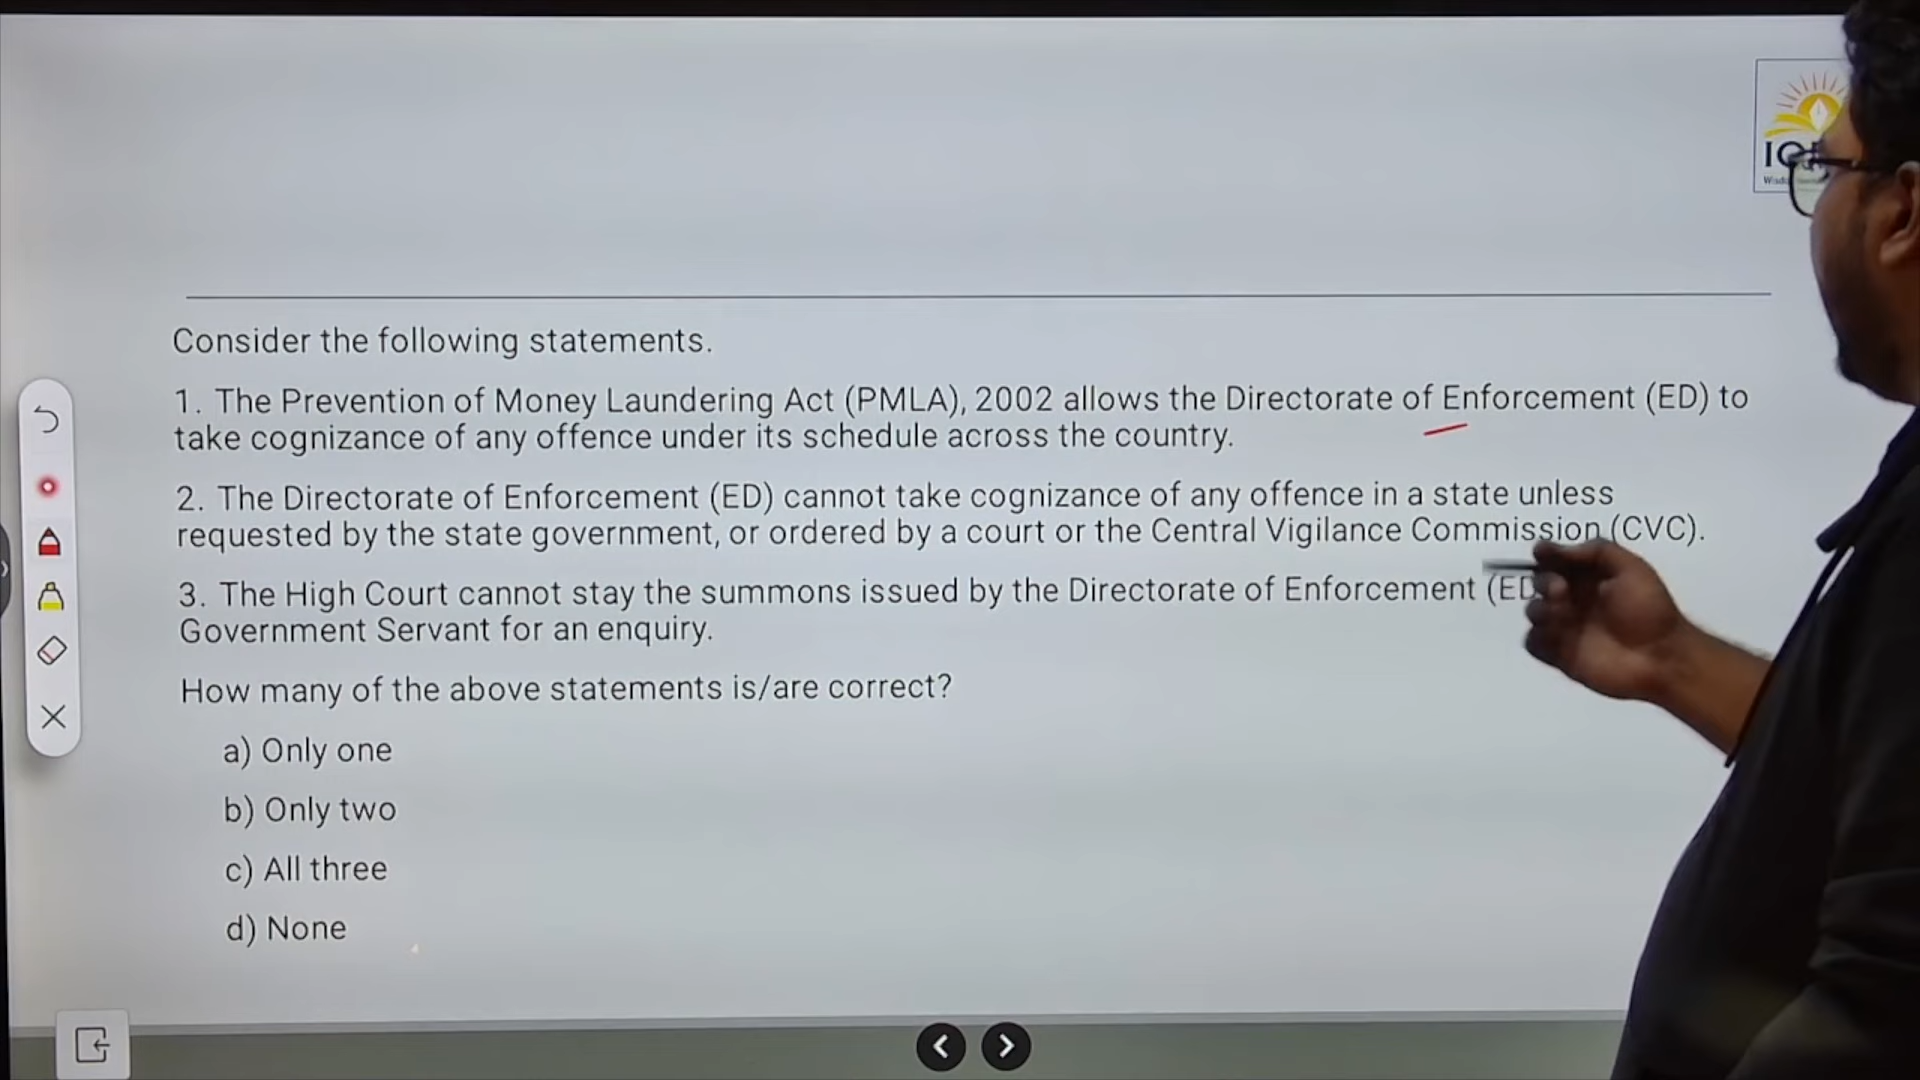 Consider the following statements.
1. The Prevention of Money Laundering Act (PMLA), 2002 allows the Directorate of Enforcement (ED) to
take cognizance of any offence under its schedule across the country.
2. The Directorate of Enforcement (ED) cannot take cognizance of any offence in a state unless
requested by the state government, or ordered by a court or the Central Vigilance Commission (CVC).
3. The High Court cannot stay the summons issued by the Directorate of Enforcement (ED
Government Servant for an enquiry.
How many of the above statements is/are correct?
a) Only one
b) Only two
c) All three
d) None